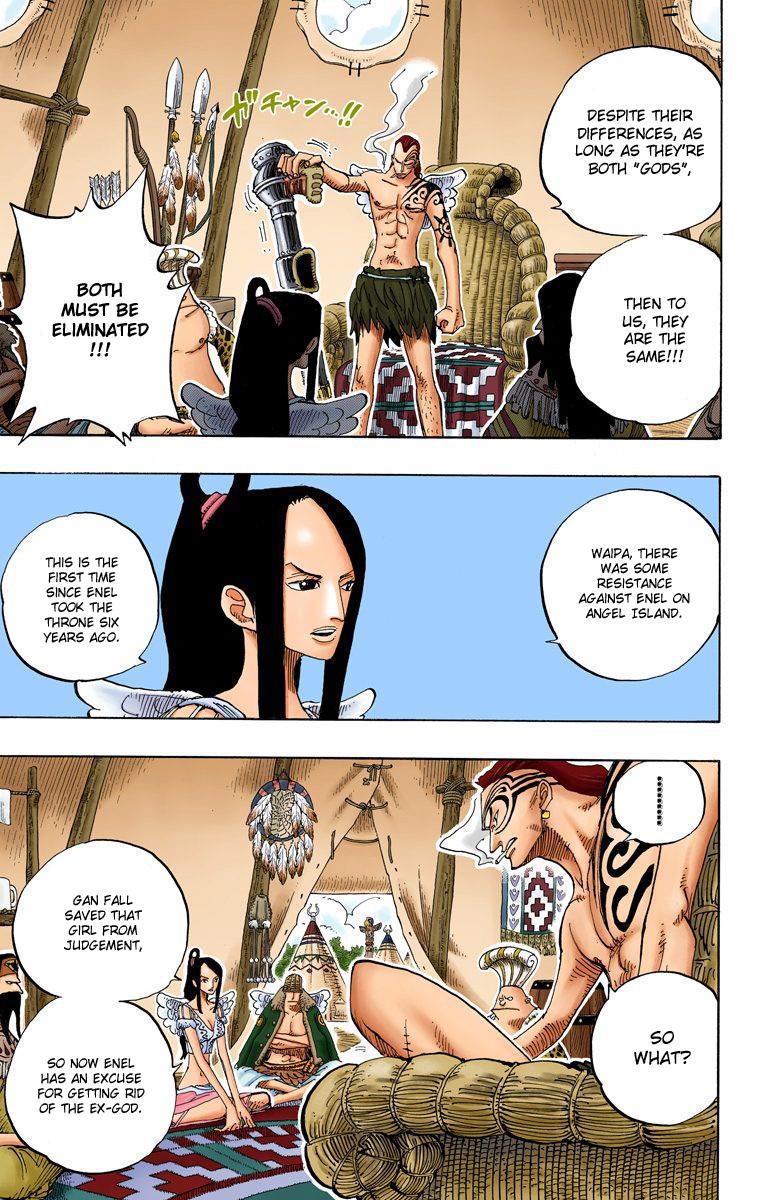 DESPITE THEIR
DIFFERENCES, AS
LONG AS THEY'RE
BOTH "GODS",
THEN TO
US, THEY
ARE THE
SAME!!!
ガチャン…!!
BOTH
MUST BE
ELIMINATED
!!!
WAIPA, THERE
WAS SOME
RESISTANCE
AGAINST ENEL ON
ANGEL ISLAND.
THIS IS THE
FIRST TIME
SINCE ENEL
TOOK THE
THRONE SIX
YEARS AGO.
.........
SO
WHAT?
GAN FALL
SAVED THAT
GIRL FROM
JUDGEMENT,
SO NOW ENEL
HAS AN EXCUSE
FOR GETTING RID
OF THE EX-GOD.